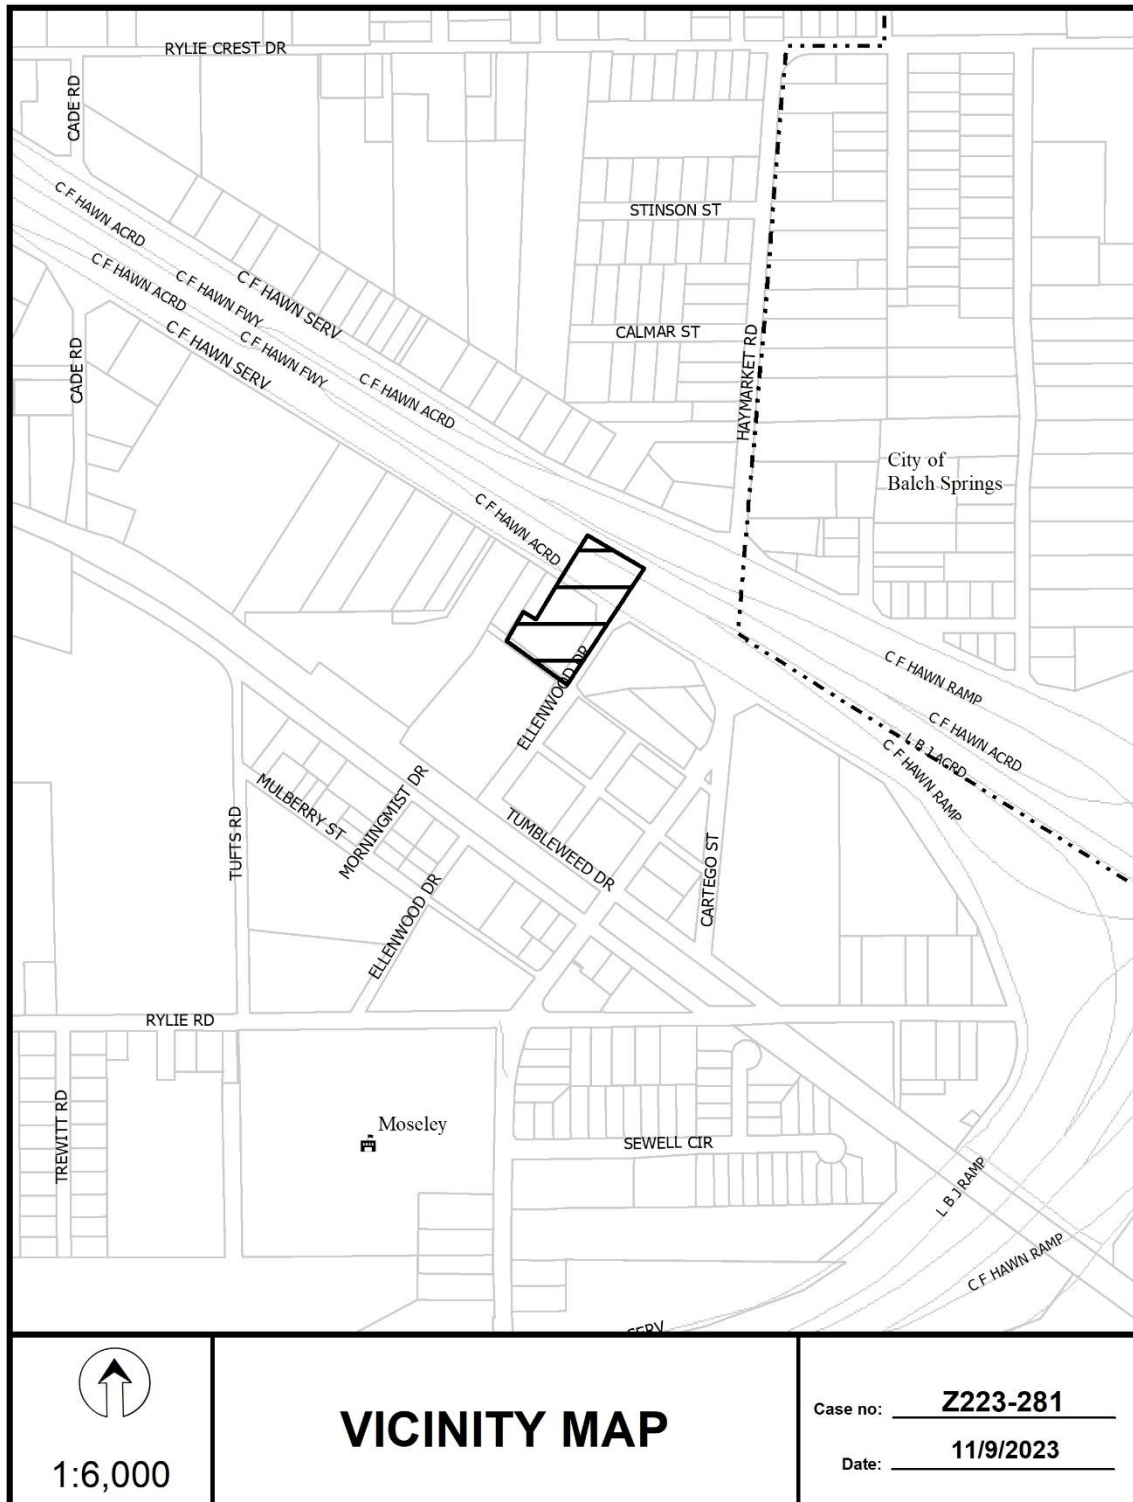 RYLIE CREST DR
CADE RD
C F HAWN ACRD
C F HAWN ACRD
C F HAWN FWY
C F HAWN SERV
C F HAWN SERV
C F HAWN FWY
C F HAWN ACRD
STINSON ST
CALMAR ST
HAYMARKET RD
CADE RD
City of
Balch Springs
C F HAWN ACRD
ELLENWOOD DR
C F HAWN RAMP
C F HAWN ACRD
L B J ACRD
C F HAWN RAMP
MULBERRY ST
MORNINGMIST DR
TUFTS RD
TUMBLEWEED DR
CARTEGO ST
ELLENWOOD DR
RYLIE RD
TREWITT RD
Moseley
SEWELL CIR
L B J RAMP
C F HAWN RAMP
SERV
1:6,000
VICINITY MAP
Case no: Z223-281
Date: 11/9/2023